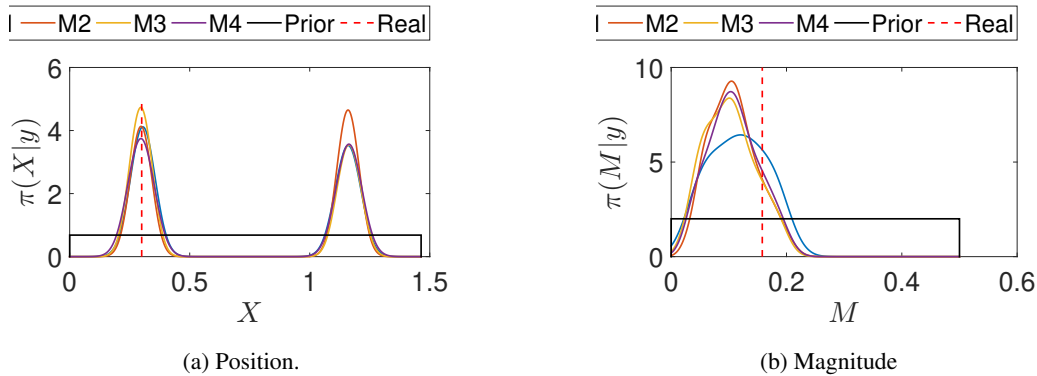 M2 M3 M4 Prior Real
6
4
2
0
π(X|y)
0 0.5 1 1.5
X
(a) Position.
M2 M3 M4 Prior Real
10
5
0
π(M|y)
0 0.2 0.4 0.6
M
(b) Magnitude